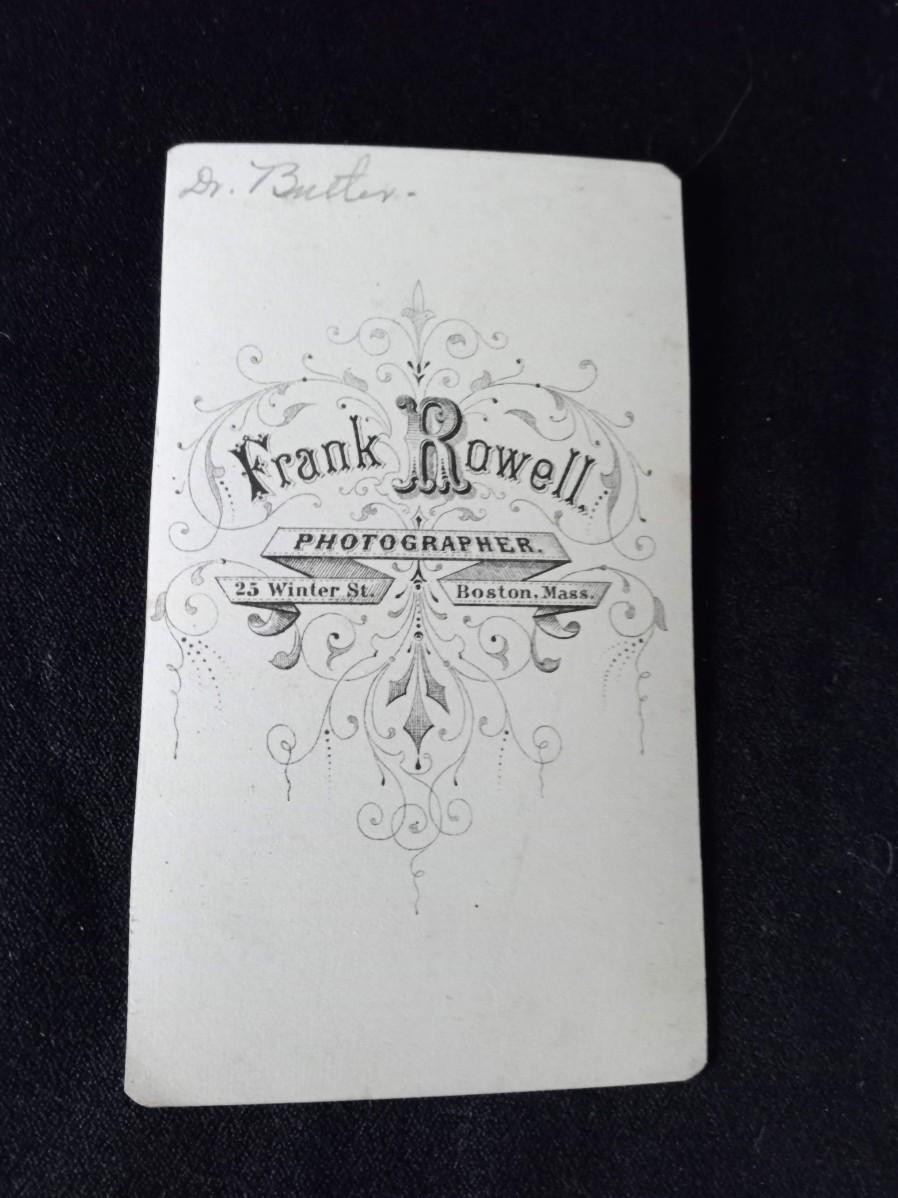 Dr. Butler.
Frank Rowell.
PHOTOGRAPHER.
25 Winter St. Boston, Mass.